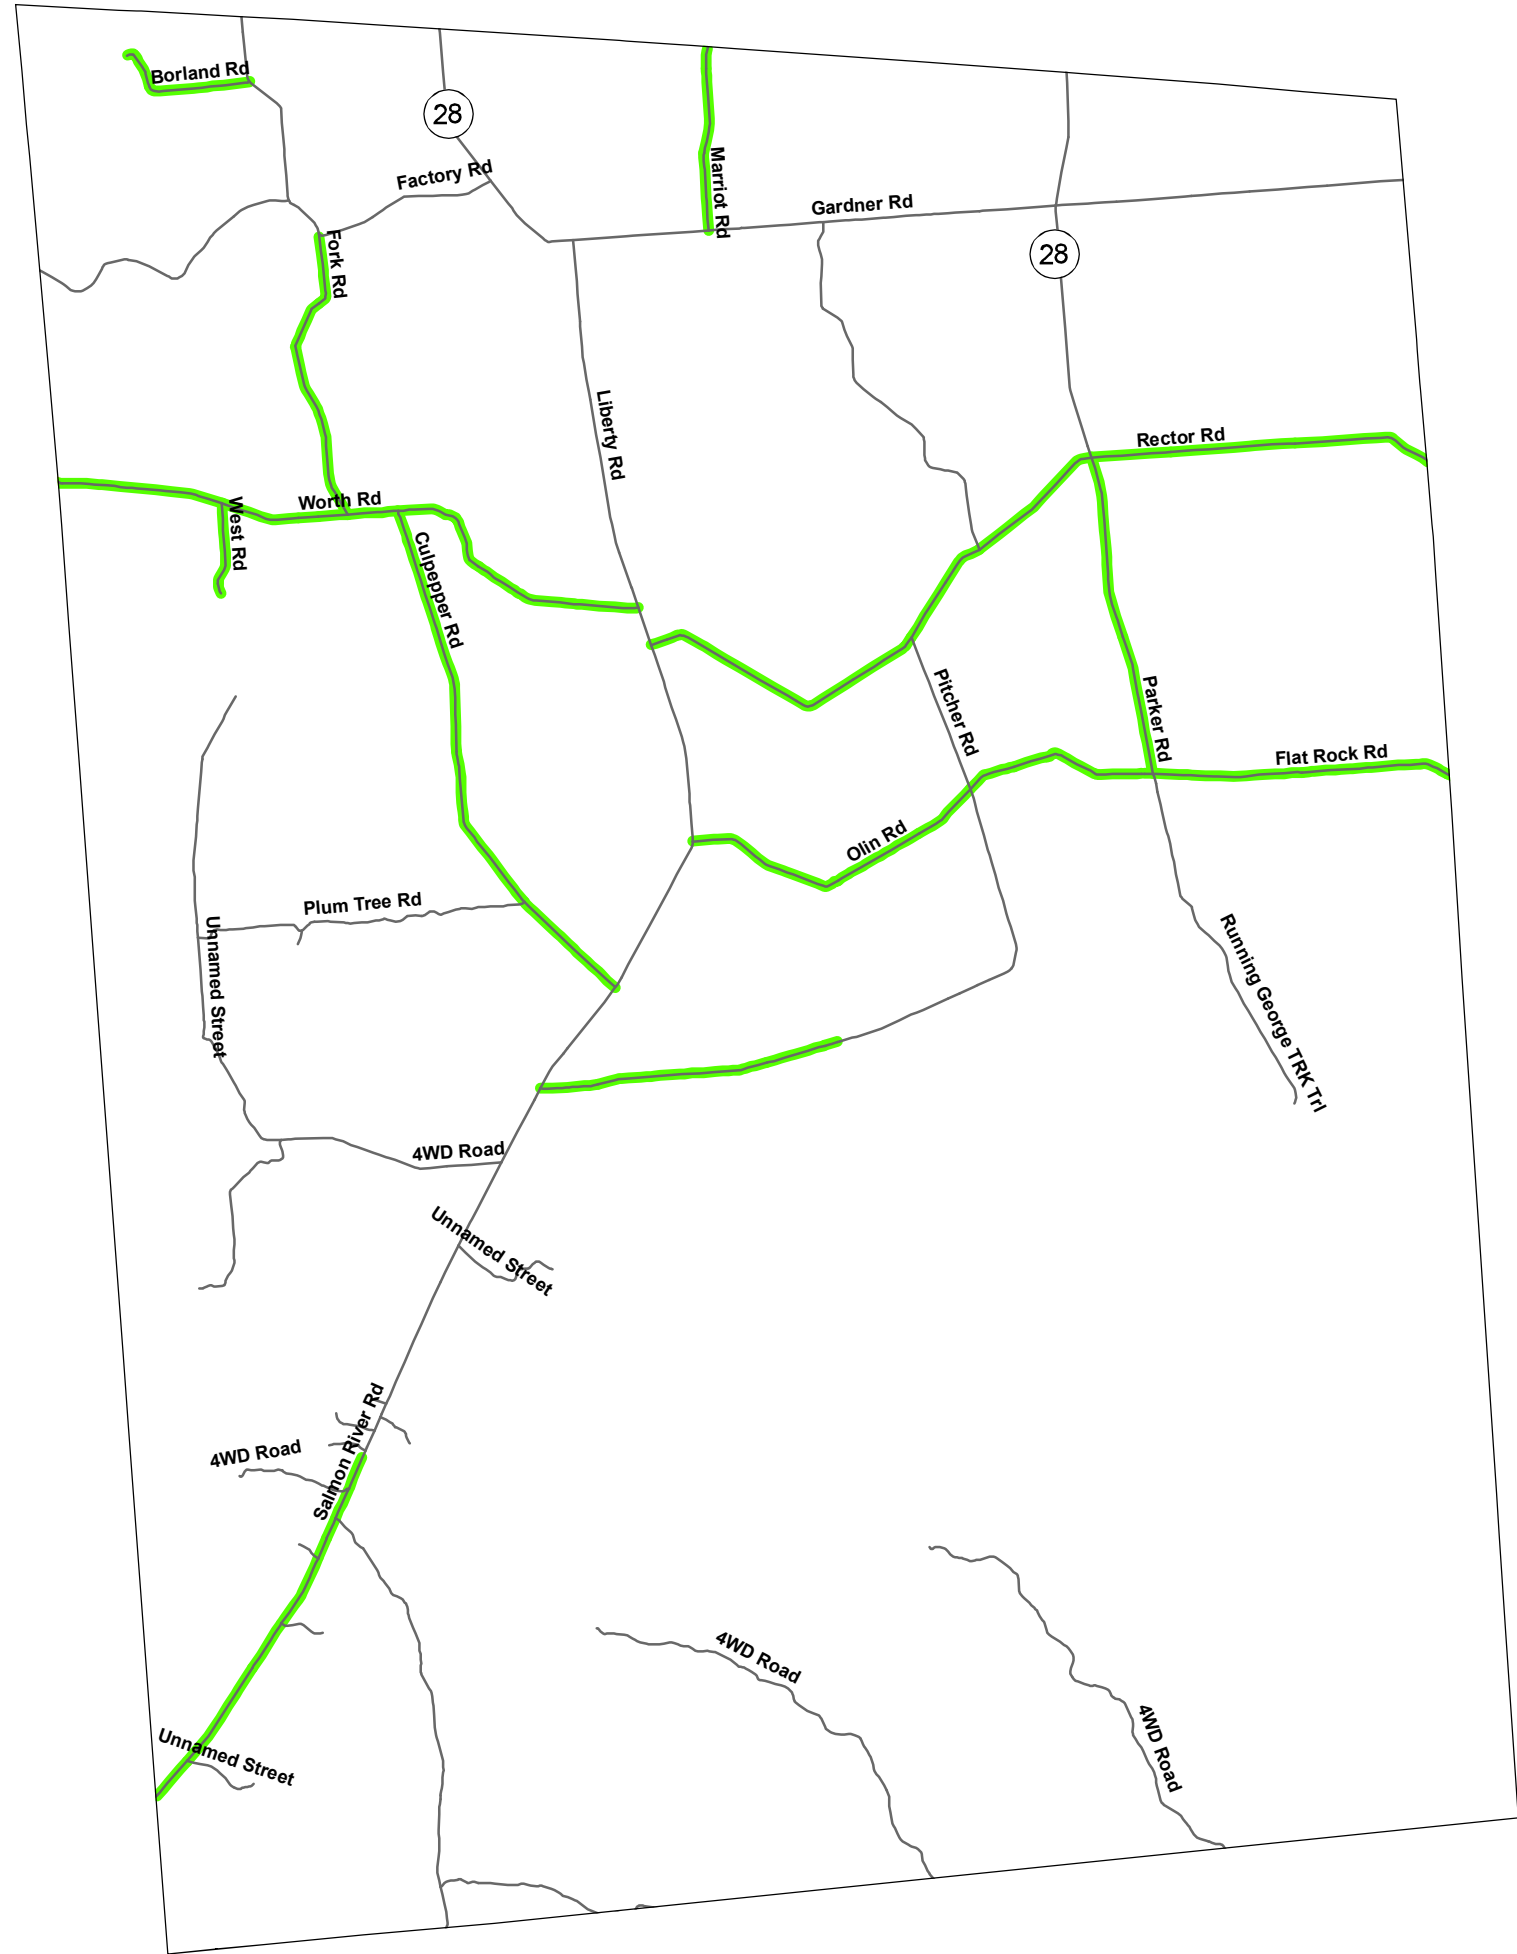 Borland Rd
28
Factory Rd
Marriot Rd
Gardner Rd
Fork Rd
28
Liberty Rd
Rector Rd
Worth Rd
West Rd
Culpepper Rd
Pitcher Rd
Parker Rd
Flat Rock Rd
Olin Rd
Plum Tree Rd
Unnamed Street
Running George TRK Trl
4WD Road
Unnamed Street
Salmon River Rd
4WD Road
4WD Road
4WD Road
Unnamed Street